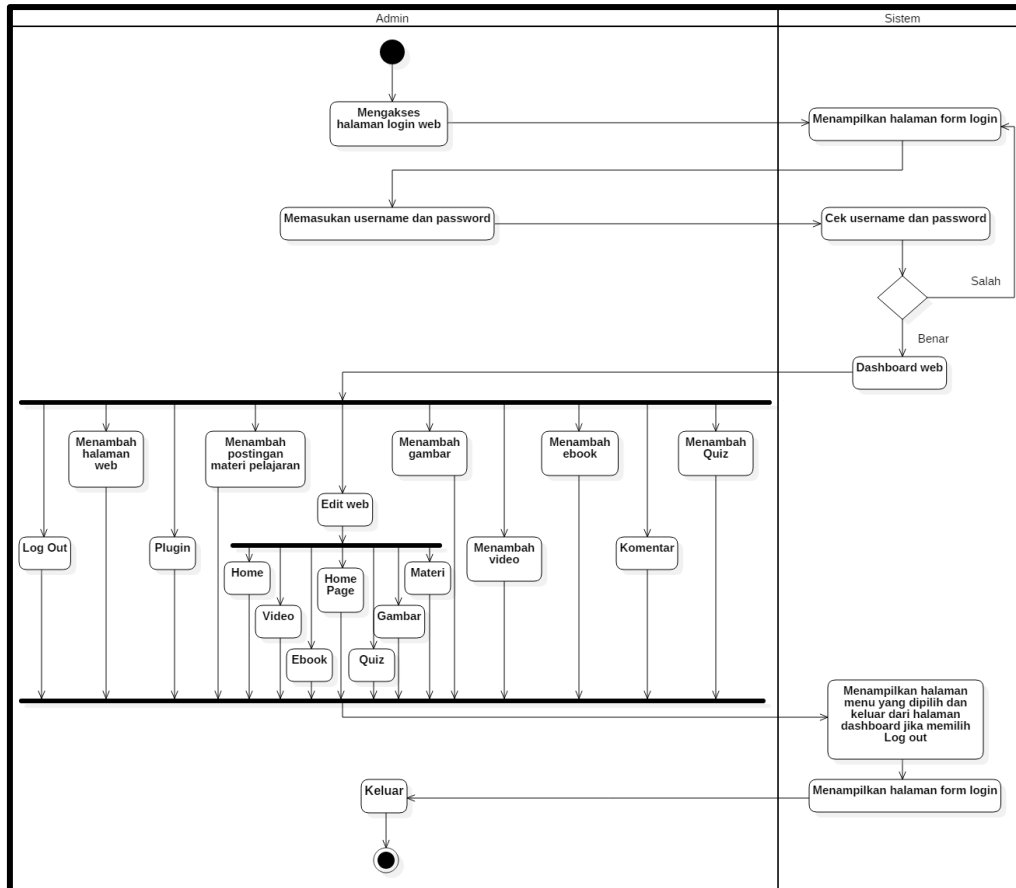 Admin
Sistem
Mengakses
halaman login web
Menampilkan halaman form login
Memasukan username dan password
Cek username dan password
Salah
Benar
Dashboard web
Menambah
halaman
web
Menambah
postingan
materi pelajaran
Menambah
gambar
Menambah
ebook
Menambah
Quiz
Edit web
Log Out
Plugin
Menambah
video
Komentar
Home
Home
Page
Materi
Video
Gambar
Ebook
Quiz
Menampilkan halaman
menu yang dipilih dan
keluar dari halaman
dashboard jika memilih
Log out
Keluar
Menampilkan halaman form login